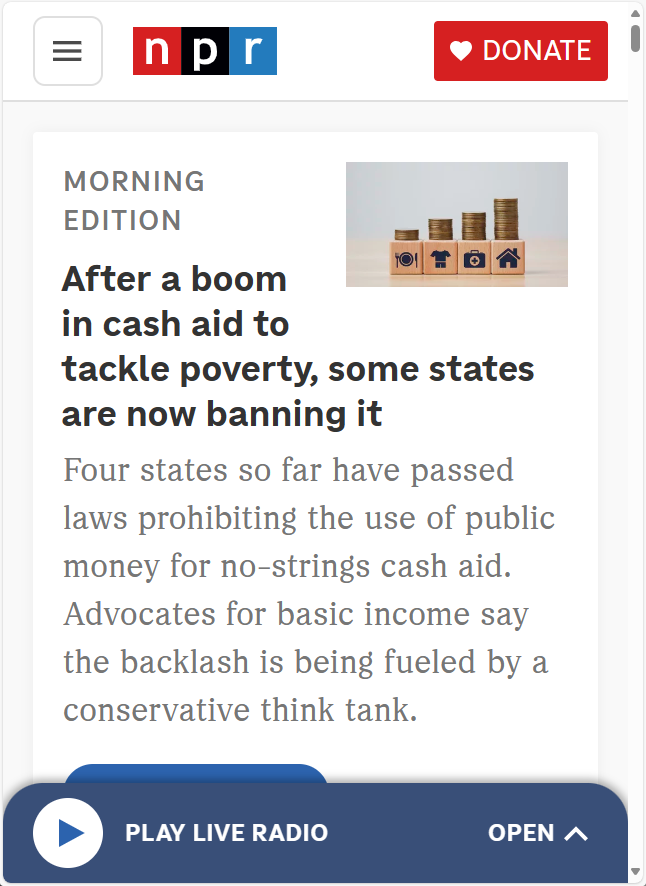 npr
DONATE
MORNING
EDITION
After a boom
in cash aid to
tackle poverty, some states
are now banning it
Four states so far have passed
laws prohibiting the use of public
money for no-strings cash aid.
Advocates for basic income say
the backlash is being fueled by a
conservative think tank.
PLAY LIVE RADIO
OPEN